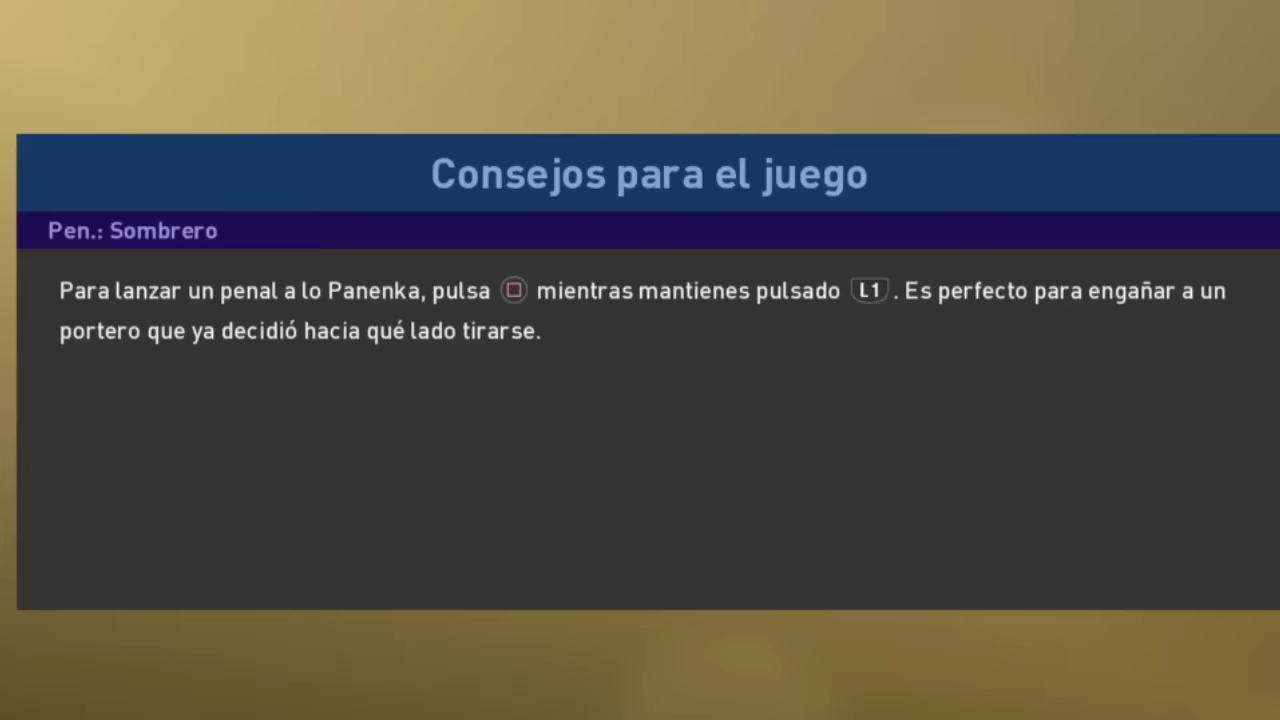 Consejos para el juego
Pen.: Sombrero
Para lanzar un penal a lo Panenka, pulsa □ mientras mantienes pulsado L1. Es perfecto para engañar a un
portero que ya decidió hacia qué lado tirarse.